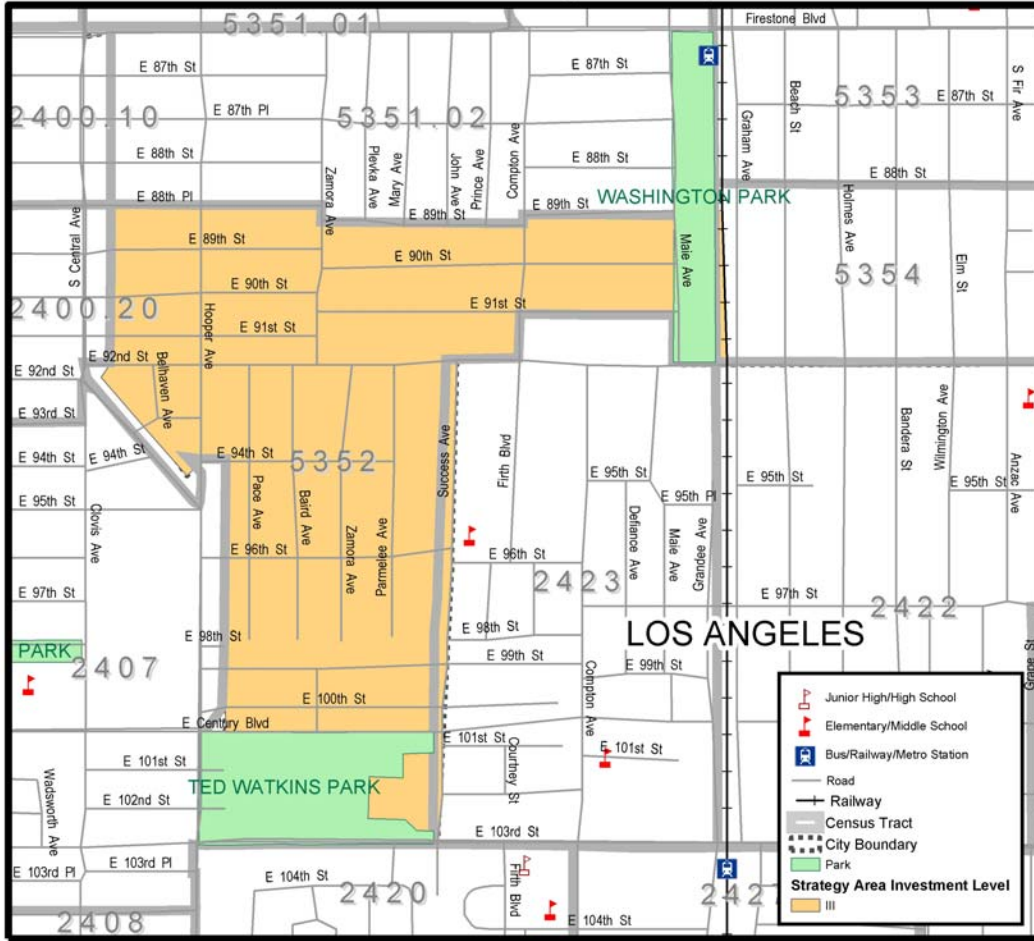 5351.01
Firestone Blvd
E 87th St
E 87th St
S Fir Ave
Beach St
5353
E 87th St
2400.10
E 87th Pl
5351.02
Compton Ave
Graham Ave
E 88th St
Plevka Ave
Mary Ave
John Ave
Prince Ave
E 88th St
E 88th St
Zamora Ave
E 88th Pl
WASHINGTON PARK
E 89th St
E 89th St
Holmes Ave
S Central Ave
E 89th St
E 90th St
Maie Ave
5354
Elm St
E 90th St
2400.20
Hooper Ave
E 91st St
E 91st St
E 92nd St
E 92nd St
Belhaven Ave
E 93rd St
Wilmington Ave
Bandera St
E 94th St
E 94th St
E 94th St
5352
Success Ave
Firth Blvd
Anzac Ave
E 95th St
E 95th St
E 95th St
E 95th St
E 95th Pl
Pace Ave
Baird Ave
Zamora Ave
Parmelee Ave
Clovis Ave
Defiance Ave
Maie Ave
Grandee Ave
E 96th St
E 96th St
E 97th St
2423
E 97th St
2422
E 98th St
E 98th St
LOS ANGELES
PARK
2407
E 99th St
E 99th St
Compton Ave
E 100th St
E Century Blvd
E 101st St
E 101st St
E 101st St
Courtney St
TED WATKINS PARK
E 102nd St
Wadsworth Ave
E 103rd St
E 103rd Pl
E 103rd Pl
E 104th St
2420
Firth Blvd
2408
E 104th St
Junior High/High School
Elementary/Middle School
Bus/Railway/Metro Station
Road
Railway
Census Tract
City Boundary
Park
Strategy Area Investment Level
III